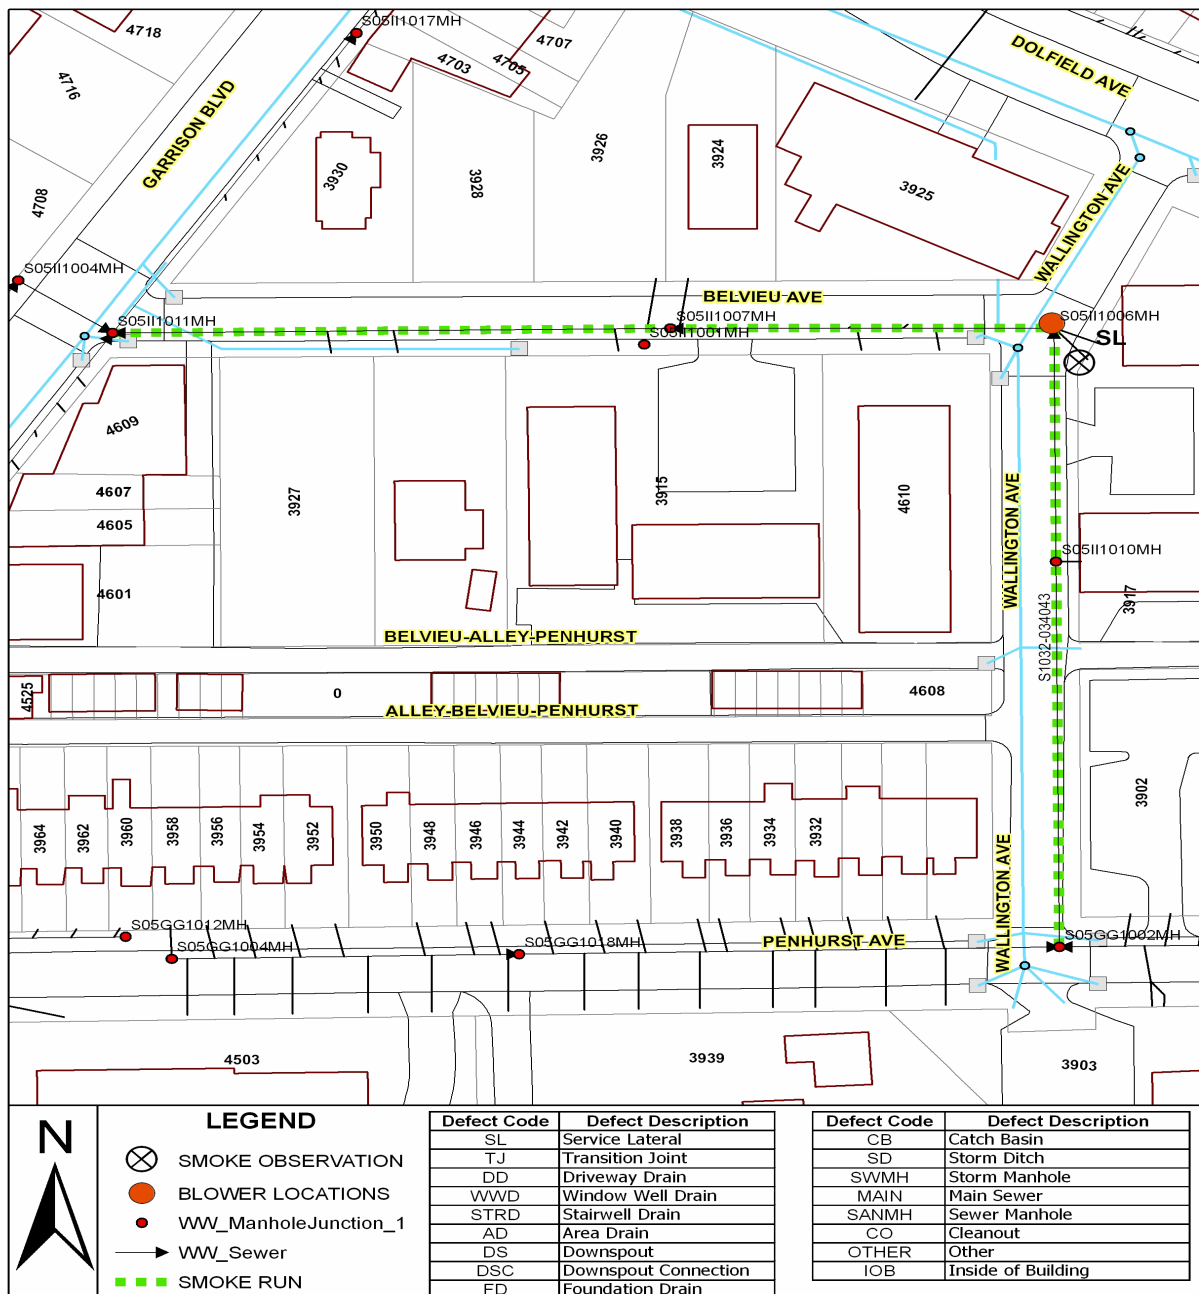 S05II1017MH
4718
4707
4705
4703
4716
DOLFIELD AVE
GARRISON BLVD
3926
3924
3930
3928
3925
4708
WALLINGTON AVE
S05II1004MH
BELVIEU AVE
S05II1011MH
S05II1007MH
S05II1001MH
S05II1006MH
SL
4609
4607
4605
4601
3927
3915
4610
WALLINGTON AVE
S05II1010MH
3917
S1032-034043
BELVIEU-ALLEY-PENHURST
4525
0
4608
ALLEY-BELVIEU-PENHURST
3902
3964
3962
3960
3958
3956
3954
3952
3950
3948
3946
3944
3942
3940
3938
3936
3934
3932
WALLINGTON AVE
S05GG1012MH
S05GG1004MH
S05GG1018MH
PENHURST AVE
S05GG1002MH
4503
3939
3903
N
LEGEND
SMOKE OBSERVATION
BLOWER LOCATIONS
WW_ManholeJunction_1
WW_Sewer
SMOKE RUN
Defect Code Defect Description
SL Service Lateral
TJ Transition Joint
DD Driveway Drain
WWD Window Well Drain
STRD Stairwell Drain
AD Area Drain
DS Downspout
DSC Downspout Connection
FD Foundation Drain
Defect Code Defect Description
CB Catch Basin
SD Storm Ditch
SWMH Storm Manhole
MAIN Main Sewer
SANMH Sewer Manhole
CO Cleanout
OTHER Other
IOB Inside of Building